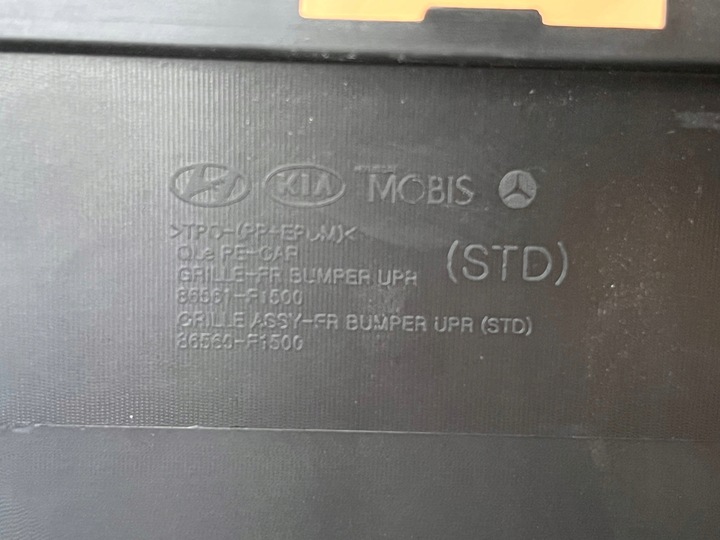 KIA MOBIS
>TPO-(PP+EPDM)<
QLe PE-CAR
GRILLE-FR BUMPER UPR
86561-F1500
(STD)
GRILLE ASSY-FR BUMPER UPR (STD)
86560-F1500